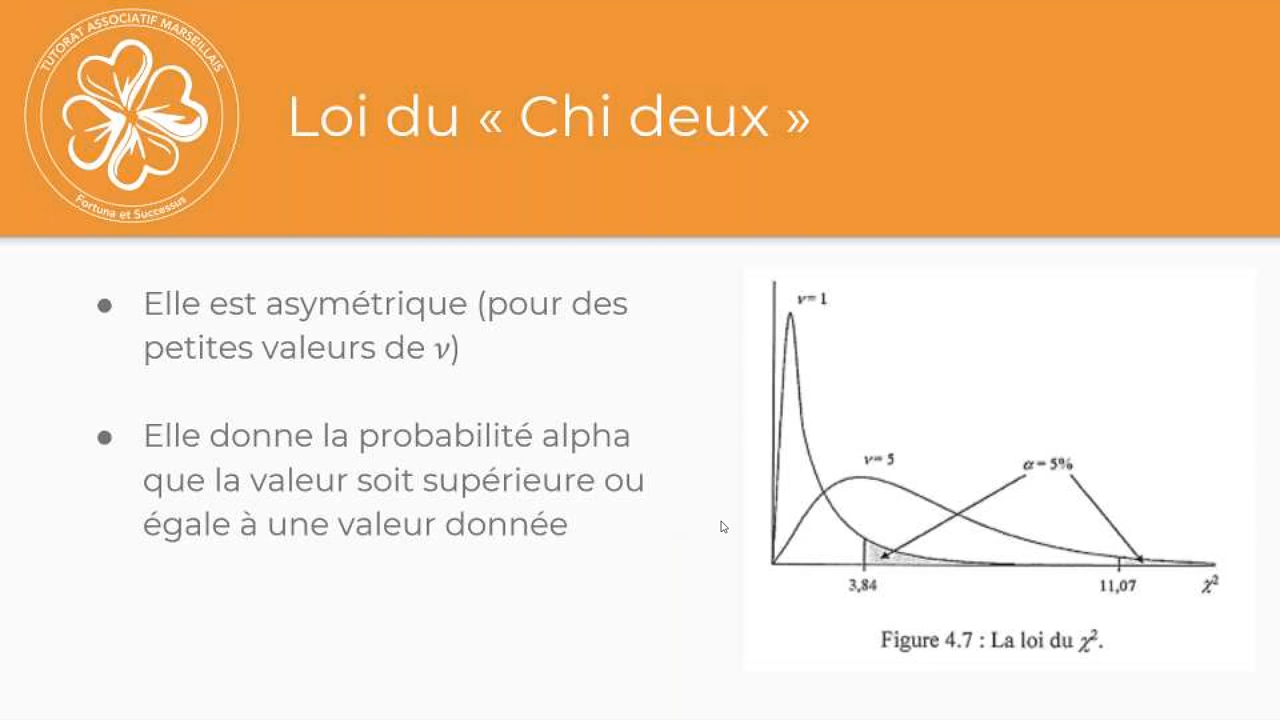 TUTORAT ASSOCIATIF MARSEILLAIS
Fortuna et Successus
Loi du « Chi deux »
● Elle est asymétrique (pour des
petites valeurs de ν)
● Elle donne la probabilité alpha
que la valeur soit supérieure ou
égale à une valeur donnée
ν= 1
ν= 5
α= 5%
3,84
11,07
χ²
Figure 4.7 : La loi du χ².